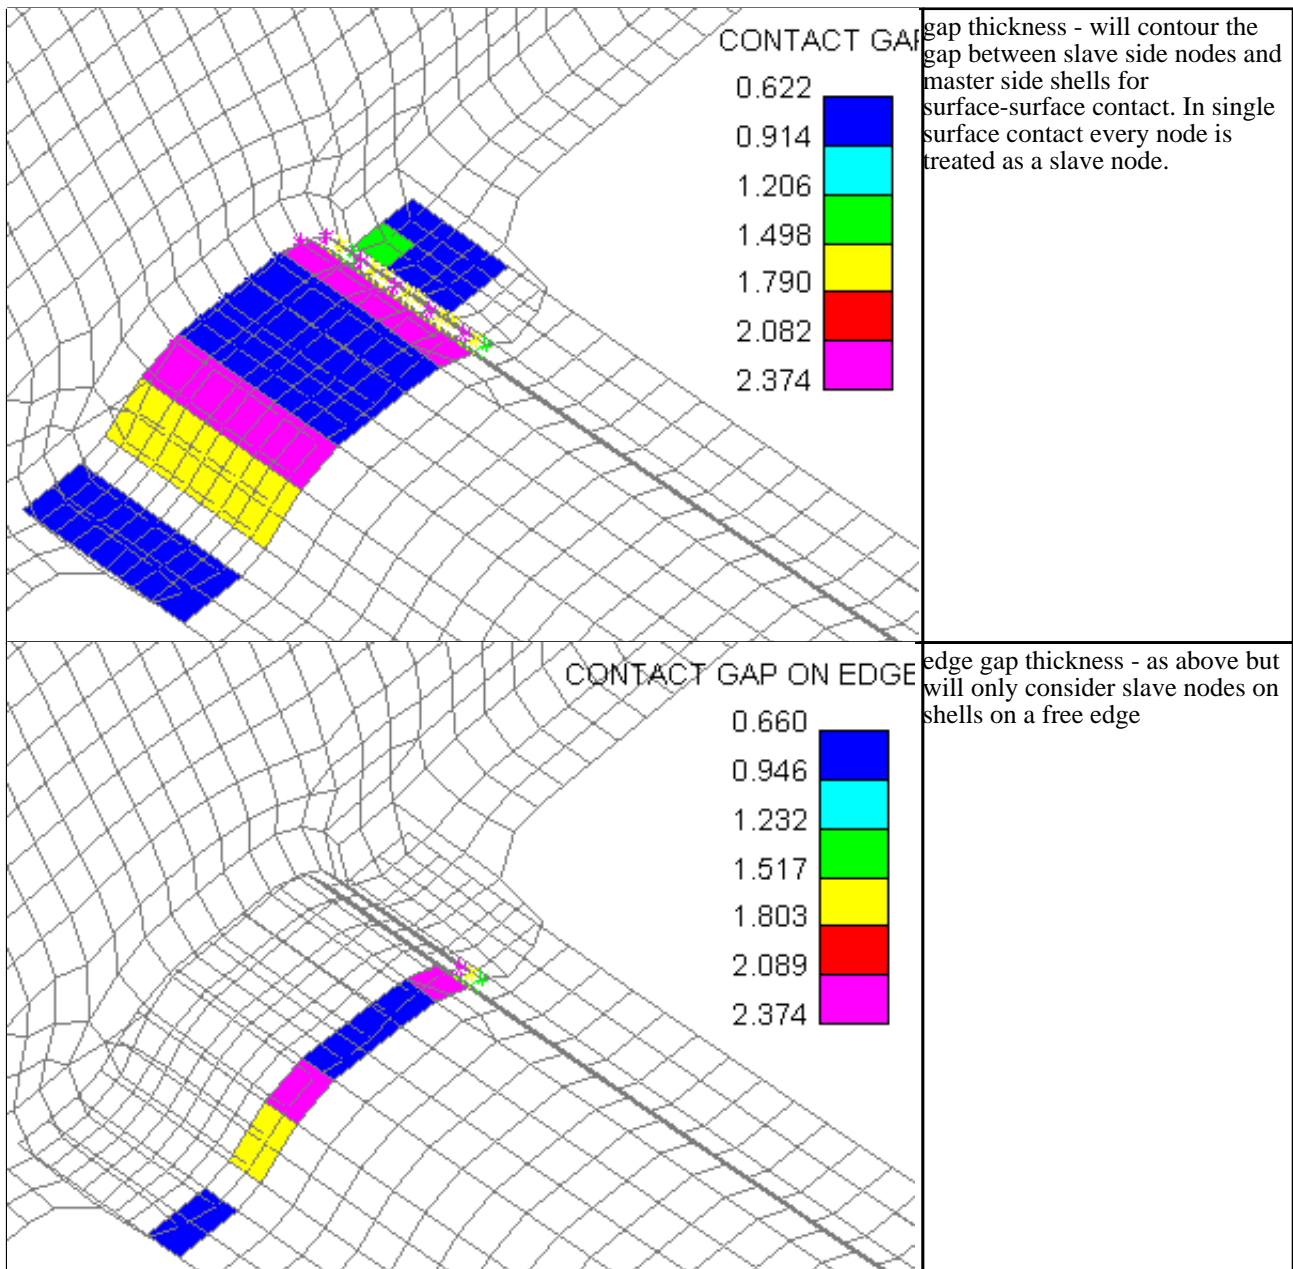 CONTACT GAP
0.622
0.914
1.206
1.498
1.790
2.082
2.374
gap thickness - will contour the
gap between slave side nodes and
master side shells for
surface-surface contact. In single
surface contact every node is
treated as a slave node.
CONTACT GAP ON EDGE
0.660
0.946
1.232
1.517
1.803
2.089
2.374
edge gap thickness - as above but
will only consider slave nodes on
shells on a free edge